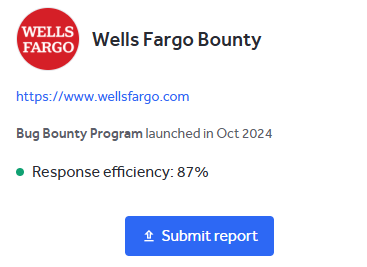 WELLS
FARGO
Wells Fargo Bounty
https://www.wellsfargo.com
Bug Bounty Program launched in Oct 2024
Response efficiency: 87%
Submit report